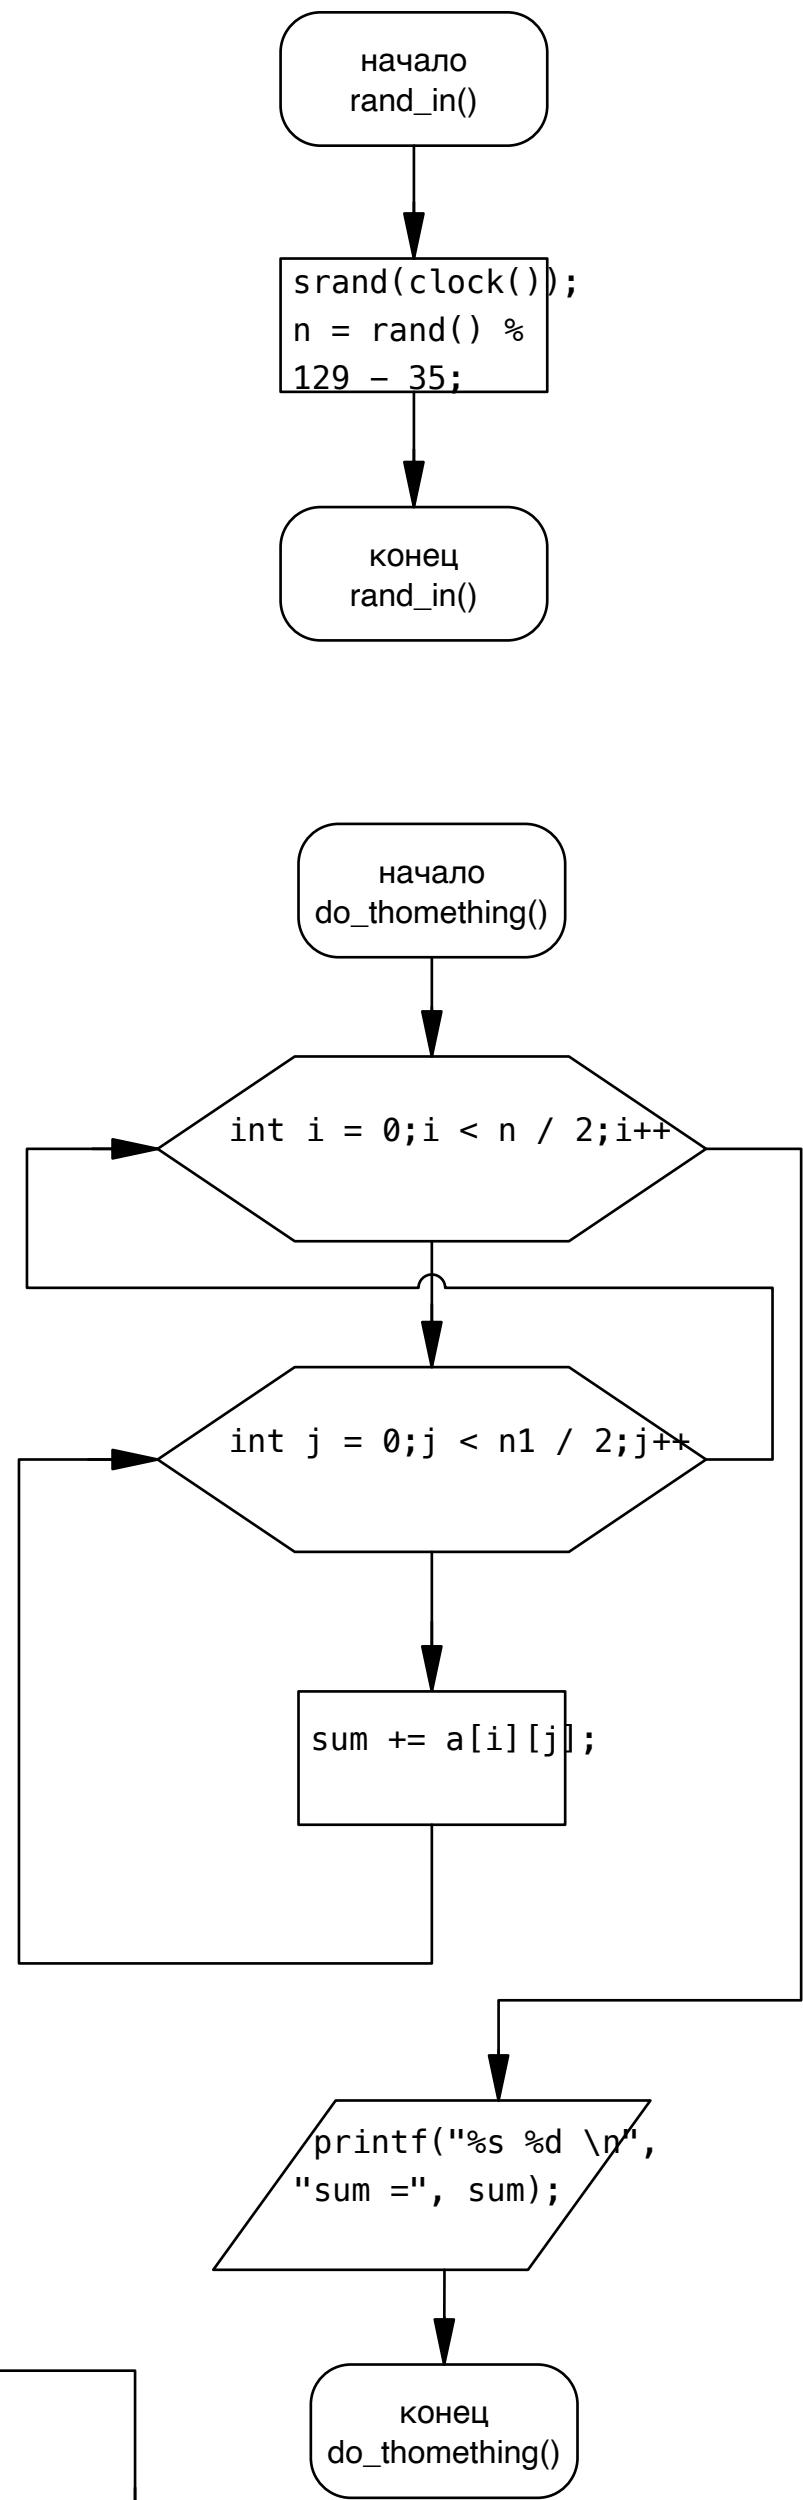 начало
rand_in()
srand(clock());
n = rand() %
129 − 35;
конец
rand_in()
начало
do_thomething()
int i = 0;i < n / 2;i++
int j = 0;j < n1 / 2;j++
sum += a[i][j];
printf("%s %d \n",
"sum =", sum);
конец
do_thomething()